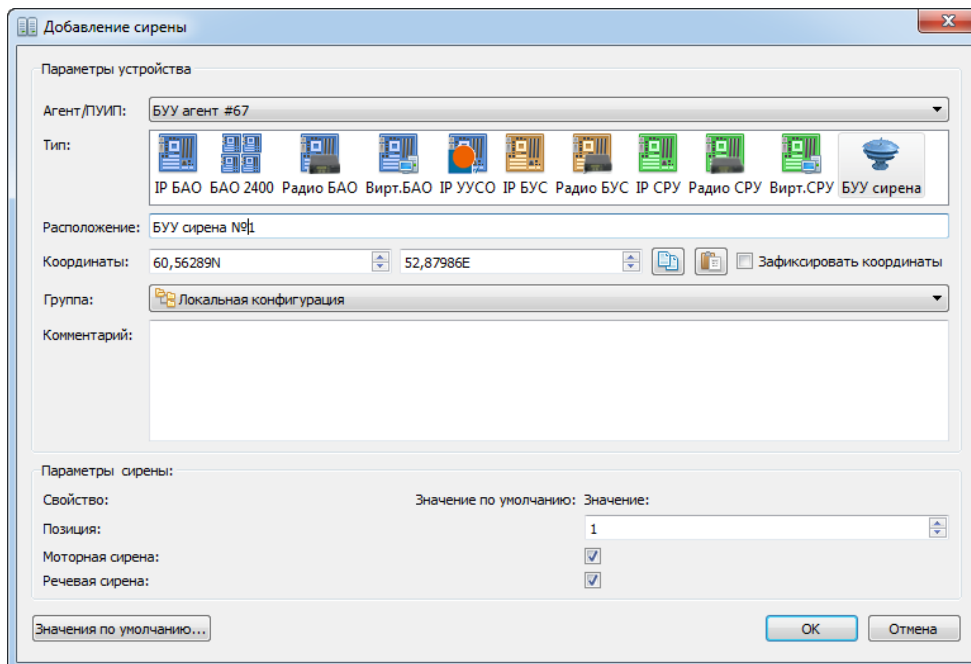 Добавление сирены
Параметры устройства
Агент/ПУИП: БУУ агент #67
Тип:
IP БАО БАО 2400 Радио БАО Вирт.БАО IP УУСО IP БУС Радио БУС IP СРУ Радио СРУ Вирт.СРУ БУУ сирена
Расположение: БУУ сирена №1
Координаты: 60,56289N 52,87986E Зафиксировать координаты
Группа: Локальная конфигурация
Комментарий:
Параметры сирены:
Свойство: Значение по умолчанию: Значение:
Позиция: 1
Моторная сирена:
Речевая сирена:
Значения по умолчанию... OK Отмена